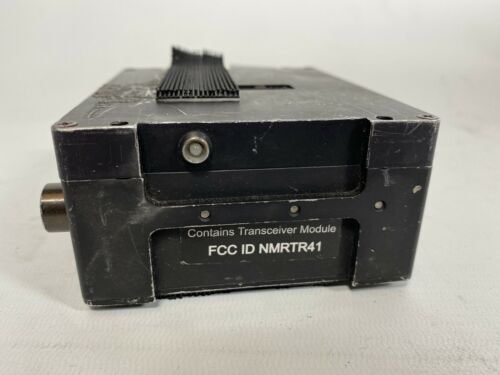 Contains Transceiver Module
FCC ID NMRTR41